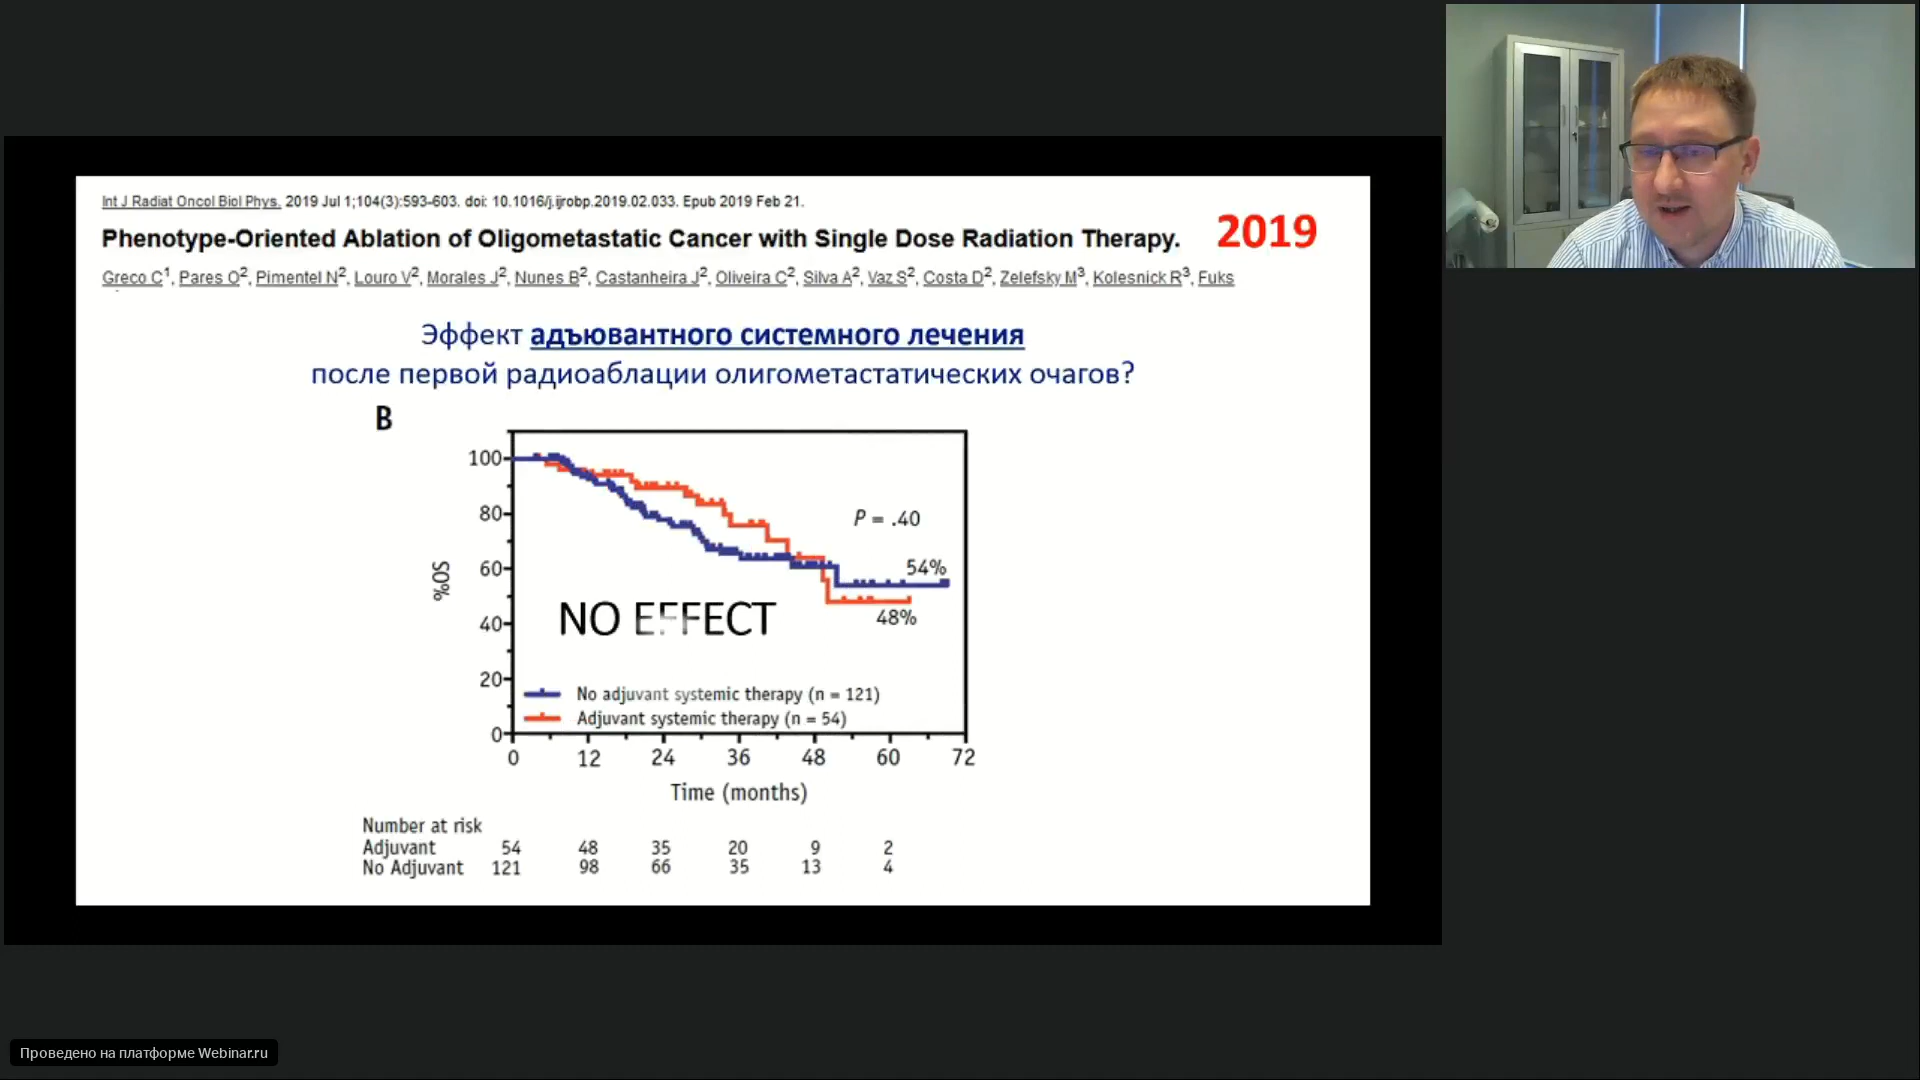 Int J Radiat Oncol Biol Phys. 2019 Jul 1;104(3):593-603. doi: 10.1016/j.ijrobp.2019.02.033. Epub 2019 Feb 21.
Phenotype-Oriented Ablation of Oligometastatic Cancer with Single Dose Radiation Therapy.
2019
Greco C1, Pares O2, Pimentel N2, Louro V2, Morales J2, Nunes B2, Castanheira J2, Oliveira C2, Silva A2, Vaz S2, Costa D2, Zelefsky M3, Kolesnick R3, Fuks
Эффект адъювантного системного лечения
после первой радиоаблации олигометастатических очагов?
B
100
80
60
40
20
0
%OS
P = .40
54%
48%
NO EFFECT
No adjuvant systemic therapy (n = 121)
Adjuvant systemic therapy (n = 54)
0 12 24 36 48 60 72
Time (months)
Number at risk
Adjuvant 54 48 35 20 9 2
No Adjuvant 121 98 66 35 13 4
Проведено на платформе Webinar.ru